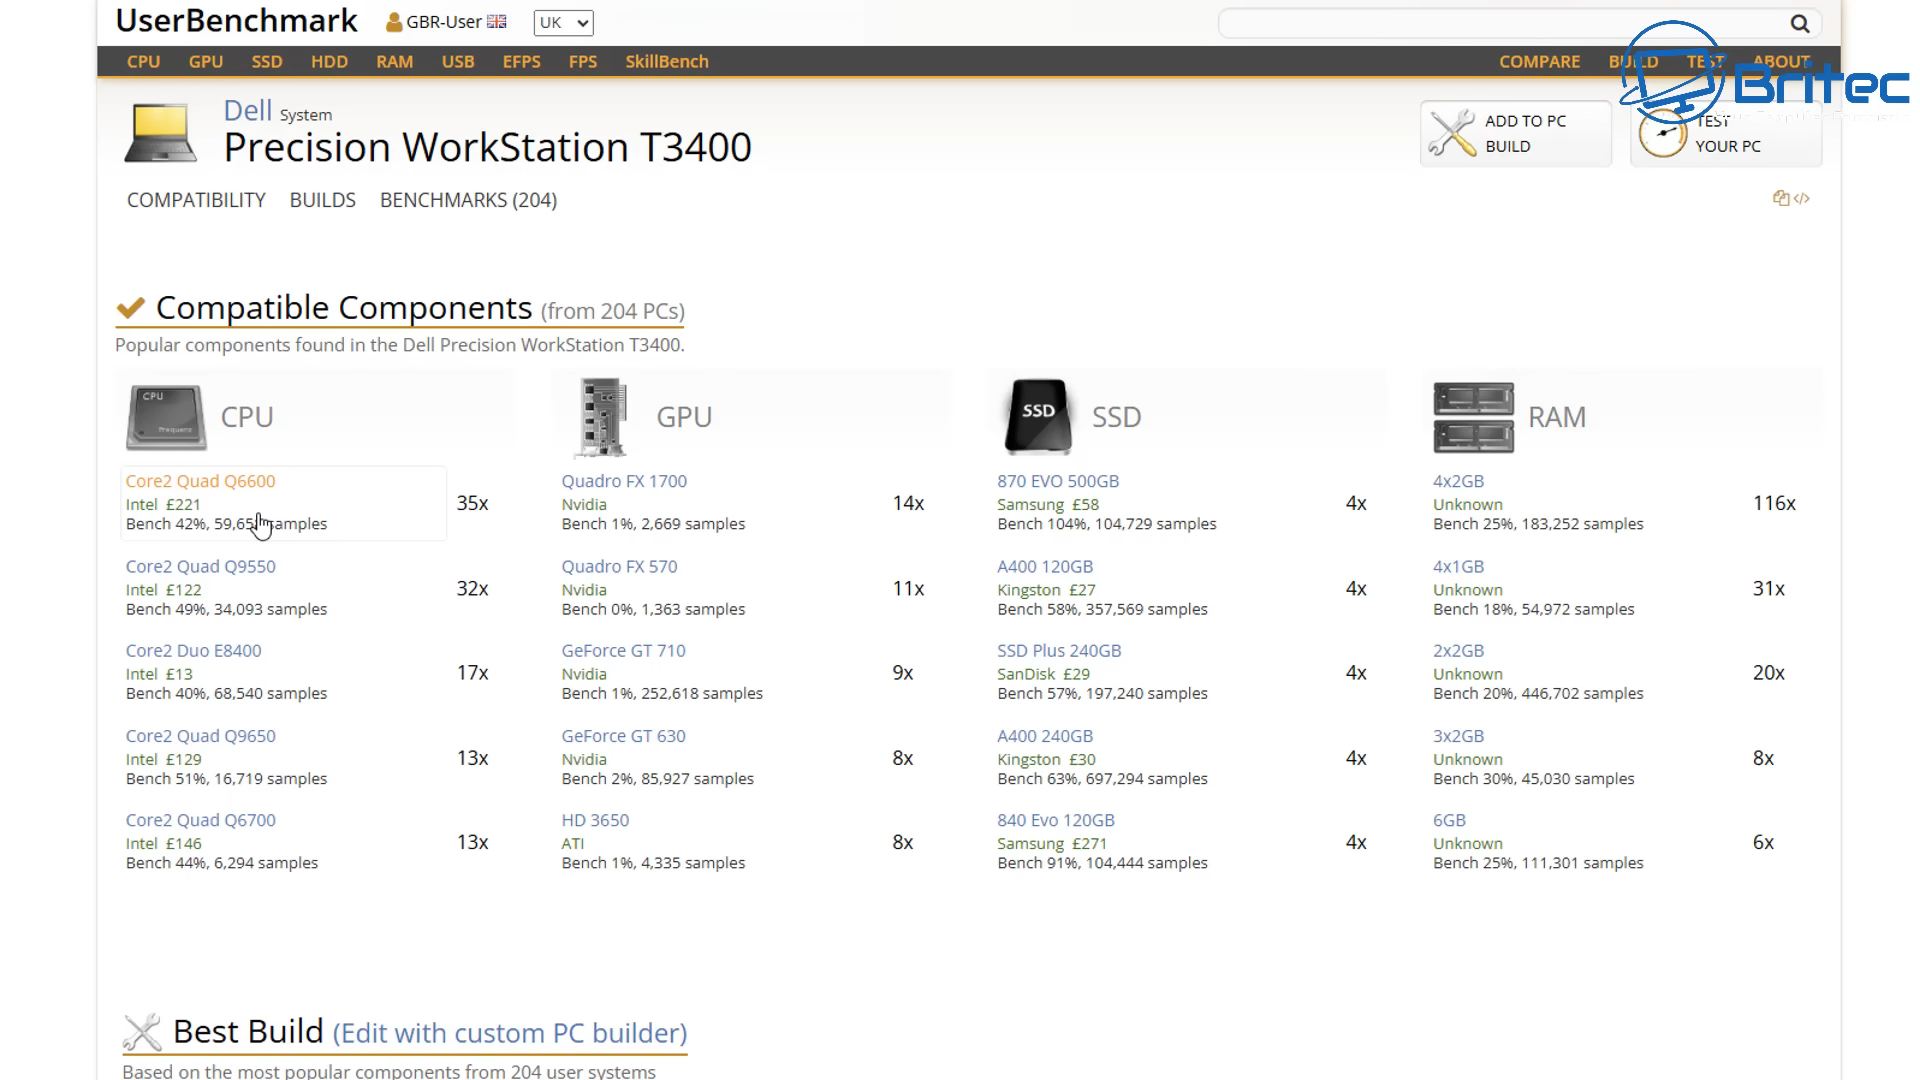 UserBenchmark GBR-User UK
CPU GPU SSD HDD RAM USB EFPS FPS SkillBench COMPARE BUILD TEST ABOUT
Britec
Dell System
Precision WorkStation T3400
ADD TO PC
BUILD
TEST
YOUR PC
COMPATIBILITY BUILDS BENCHMARKS (204)
Compatible Components (from 204 PCs)
Popular components found in the Dell Precision WorkStation T3400.
CPU
CPU
Core2 Quad Q6600
Intel £221
35x
Bench 42%, samples
Core2 Quad Q9550
Intel £122
32x
Bench 49%, 34,093 samples
Core2 Duo E8400
Intel £13
17x
Bench 40%, 68,540 samples
Core2 Quad Q9650
Intel £129
13x
Bench 51%, 16,719 samples
Core2 Quad Q6700
Intel £146
13x
Bench 44%, 6,294 samples
GPU
Quadro FX 1700
Nvidia
14x
Bench 1%, 2,669 samples
Quadro FX 570
Nvidia
11x
Bench 0%, 1,363 samples
GeForce GT 710
Nvidia
9x
Bench 1%, 252,618 samples
GeForce GT 630
Nvidia
8x
Bench 2%, 85,927 samples
HD 3650
ATI
8x
Bench 1%, 4,335 samples
SSD
SSD
870 EVO 500GB
Samsung £58
4x
Bench 104%, 104,729 samples
A400 120GB
Kingston £27
4x
Bench 58%, 357,569 samples
SSD Plus 240GB
SanDisk £29
4x
Bench 57%, 197,240 samples
A400 240GB
Kingston £30
4x
Bench 63%, 697,294 samples
840 Evo 120GB
Samsung £271
4x
Bench 91%, 104,444 samples
RAM
4x2GB
Unknown
116x
Bench 25%, 183,252 samples
4x1GB
Unknown
31x
Bench 18%, 54,972 samples
2x2GB
Unknown
20x
Bench 20%, 446,702 samples
3x2GB
Unknown
8x
Bench 30%, 45,030 samples
6GB
Unknown
6x
Bench 25%, 111,301 samples
Best Build (Edit with custom PC builder)
Based on the most popular components from 204 user systems